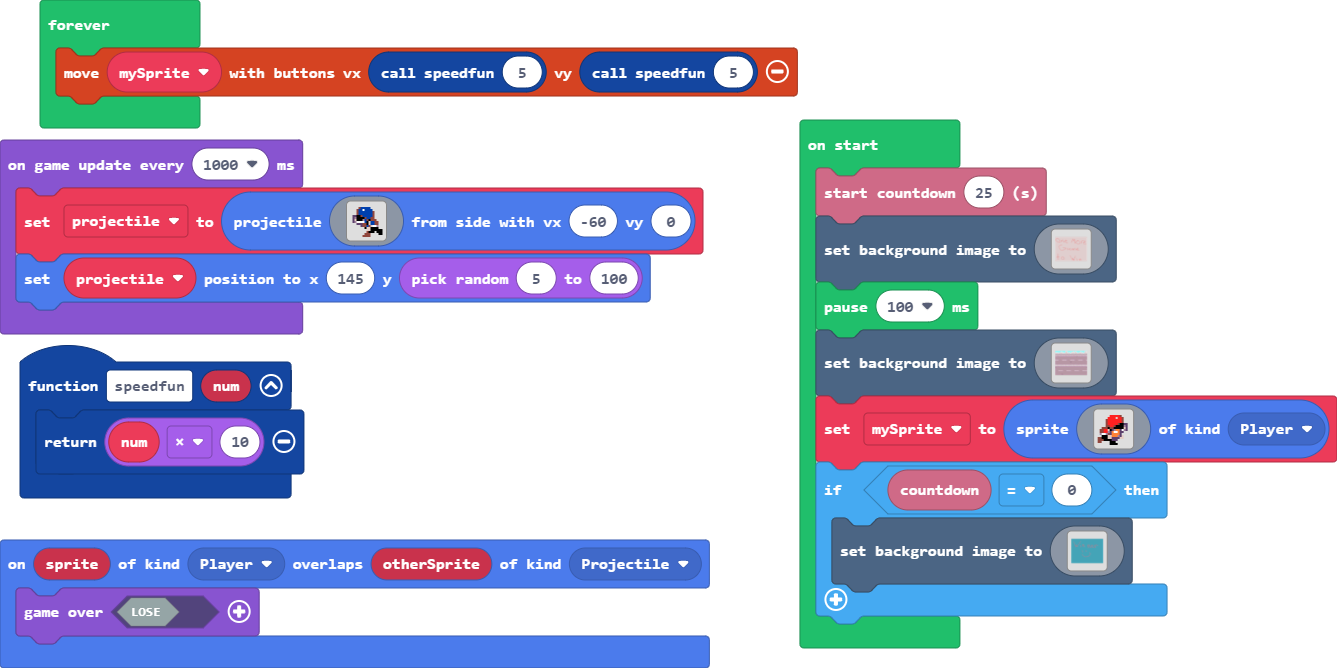 forever
move mySprite with buttons vx call speedfun 5 vy call speedfun 5
on game update every 1000 ms
set projectile to projectile from side with vx -60 vy 0
set projectile position to x 145 y pick random 5 to 100
function speedfun num
return num × 10
on sprite of kind Player overlaps otherSprite of kind Projectile
game over LOSE
on start
start countdown 25 (s)
set background image to
pause 100 ms
set background image to
set mySprite to sprite of kind Player
if countdown = 0 then
set background image to